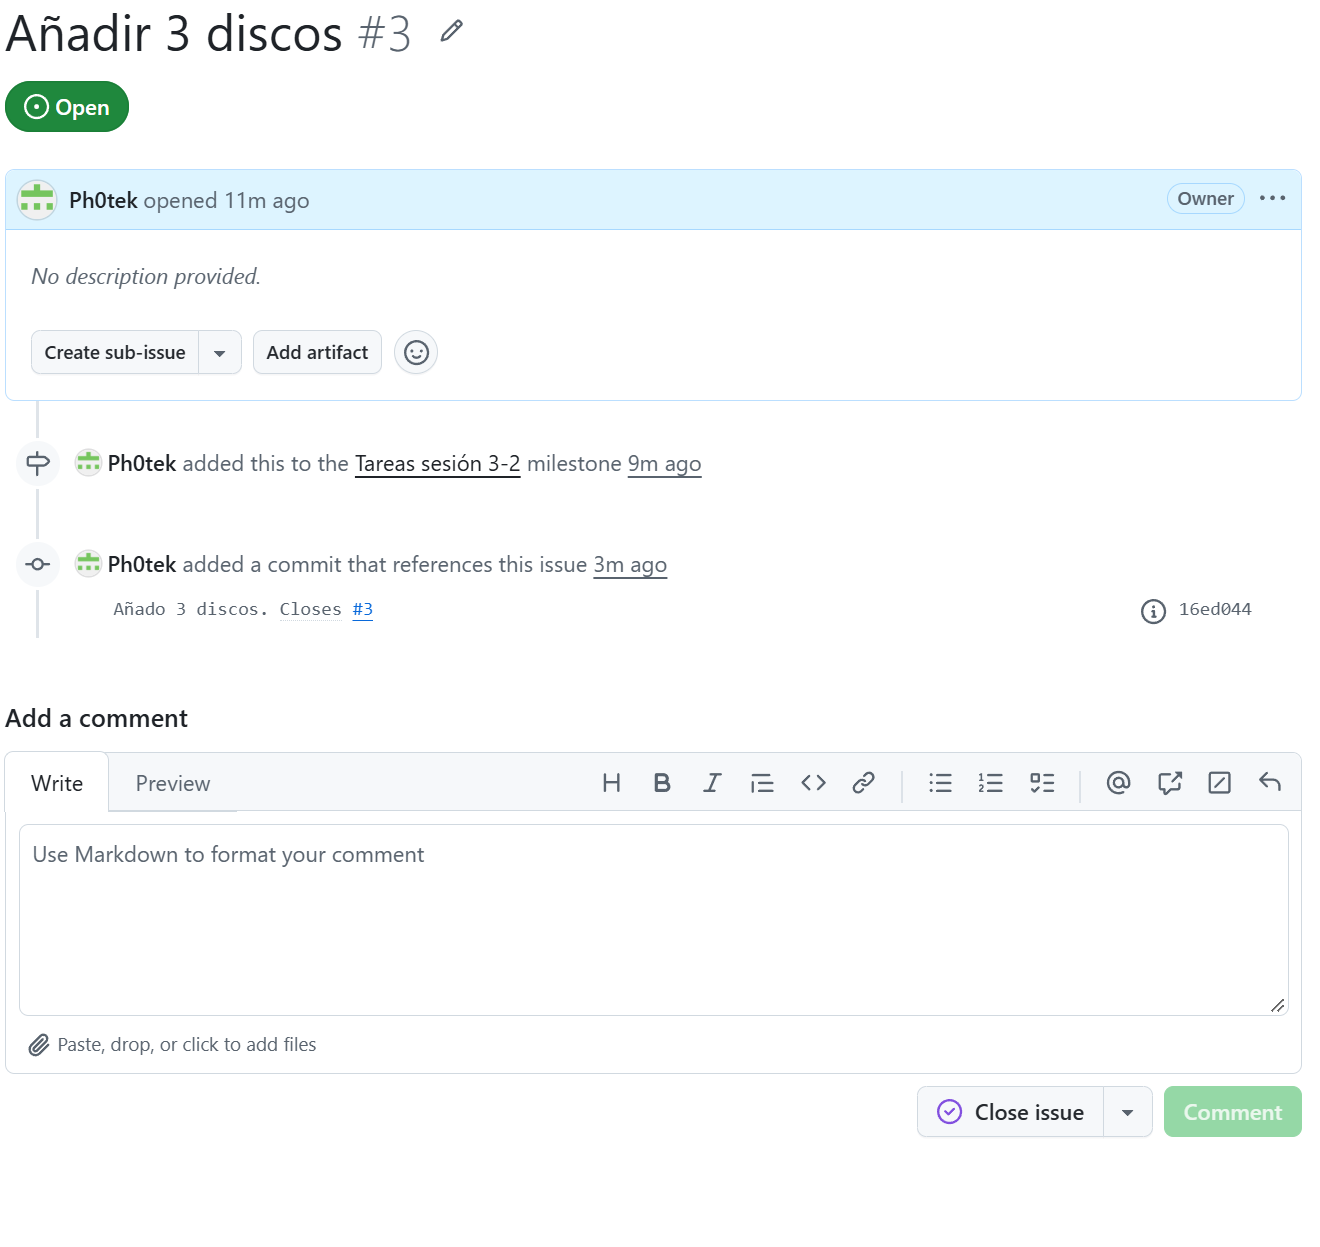 Añadir 3 discos #3
Open
Ph0tek opened 11m ago
Owner
No description provided.
Create sub-issue
Add artifact
Ph0tek added this to the Tareas sesión 3-2 milestone 9m ago
Ph0tek added a commit that references this issue 3m ago
Añado 3 discos. Closes #3
16ed044
Add a comment
Write
Preview
Use Markdown to format your comment
Paste, drop, or click to add files
Close issue
Comment